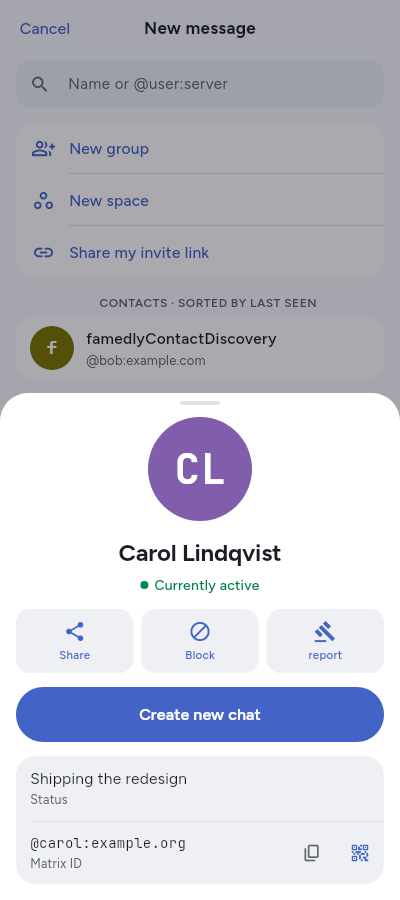 Cancel
New message
Name or @user:server
New group
New space
Share my invite link
CONTACTS · SORTED BY LAST SEEN
f
famedlyContactDiscovery
@bob:example.com
CL
Carol Lindqvist
Currently active
Share
Block
report
Create new chat
Shipping the redesign
Status
@carol:example.org
Matrix ID